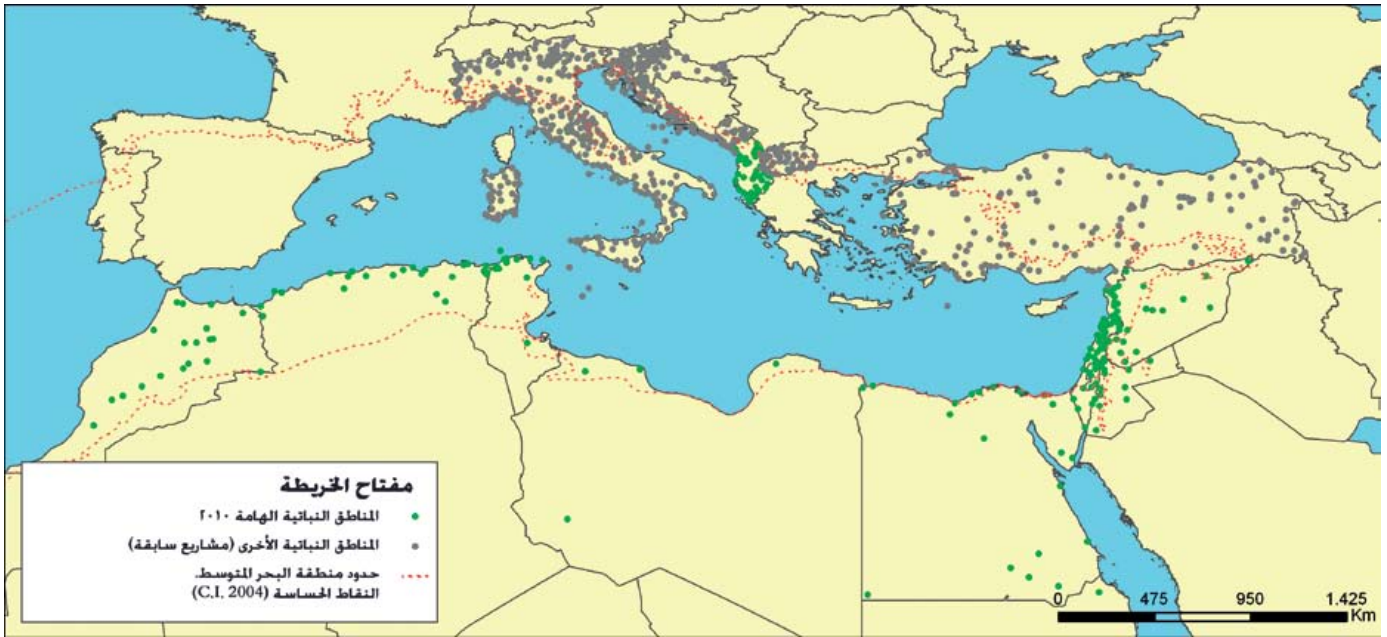 مفتاح الخريطة
المناطق النباتية الهامة ٢٠١٠
المناطق النباتية الأخرى (مشاريع سابقة)
حدود منطقة البحر المتوسط.
النقاط الحساسة (C.I. 2004)
0 475 950 1.425
Km